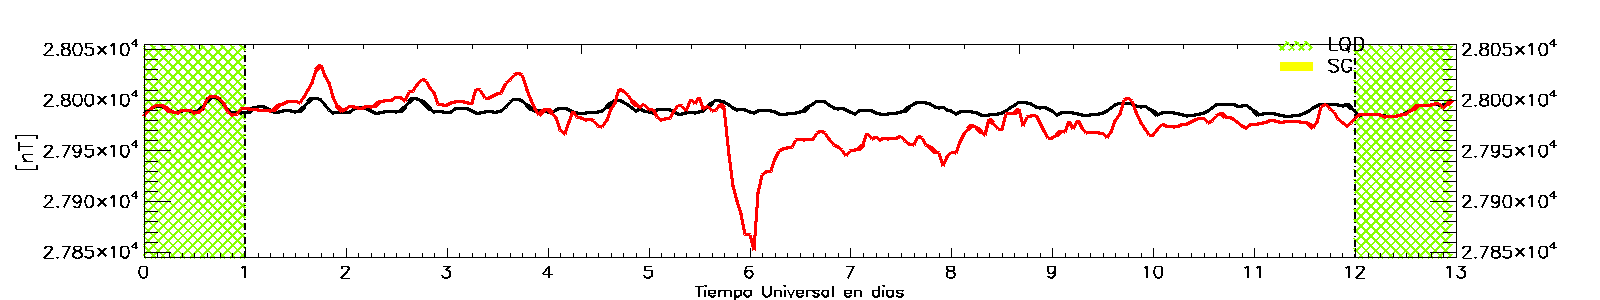 LQD
SG
2.805×10⁴ 2.805×10⁴
2.800×10⁴ 2.800×10⁴
2.795×10⁴ 2.795×10⁴
2.790×10⁴ 2.790×10⁴
2.785×10⁴ 2.785×10⁴
[nT]
0 1 2 3 4 5 6 7 8 9 10 11 12 13
Tiempo Universal en dias